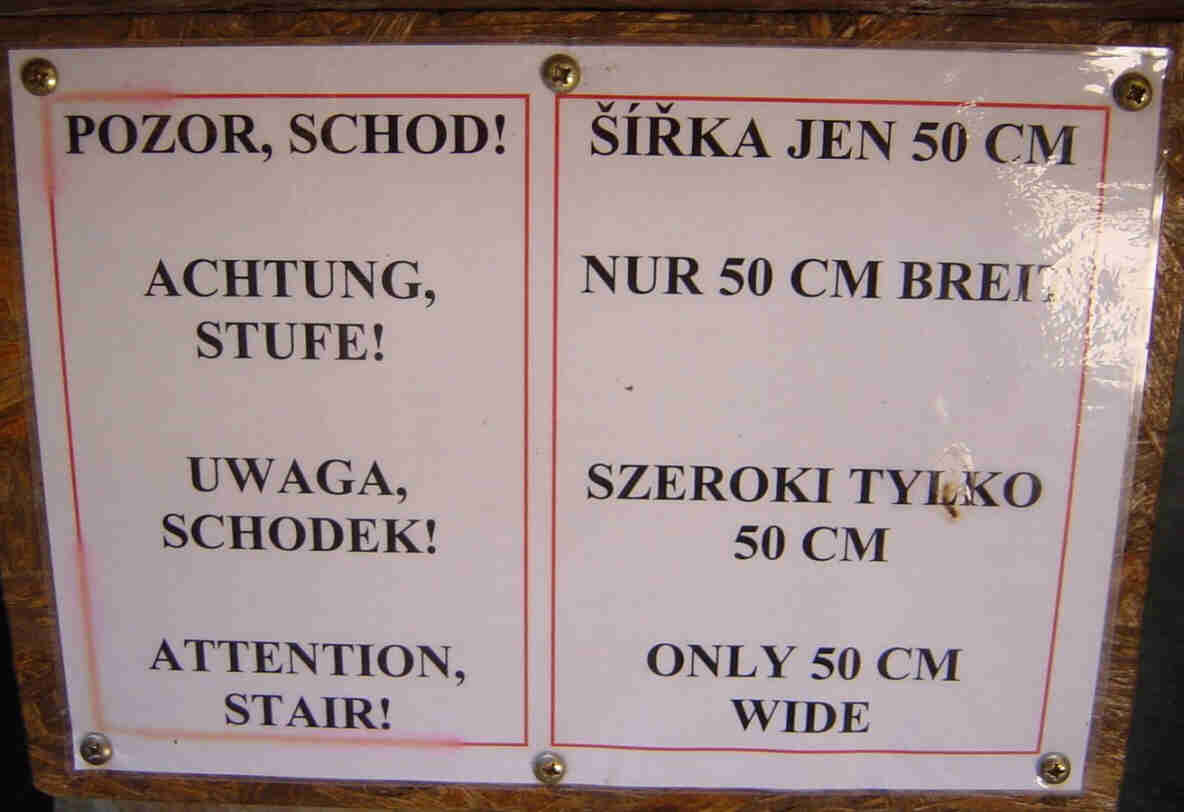 POZOR, SCHOD!
ACHTUNG,
STUFE!
UWAGA,
SCHODEK!
ATTENTION,
STAIR!
ŠÍŘKA JEN 50 CM
NUR 50 CM BREIT
SZEROKI TYLKO
50 CM
ONLY 50 CM
WIDE